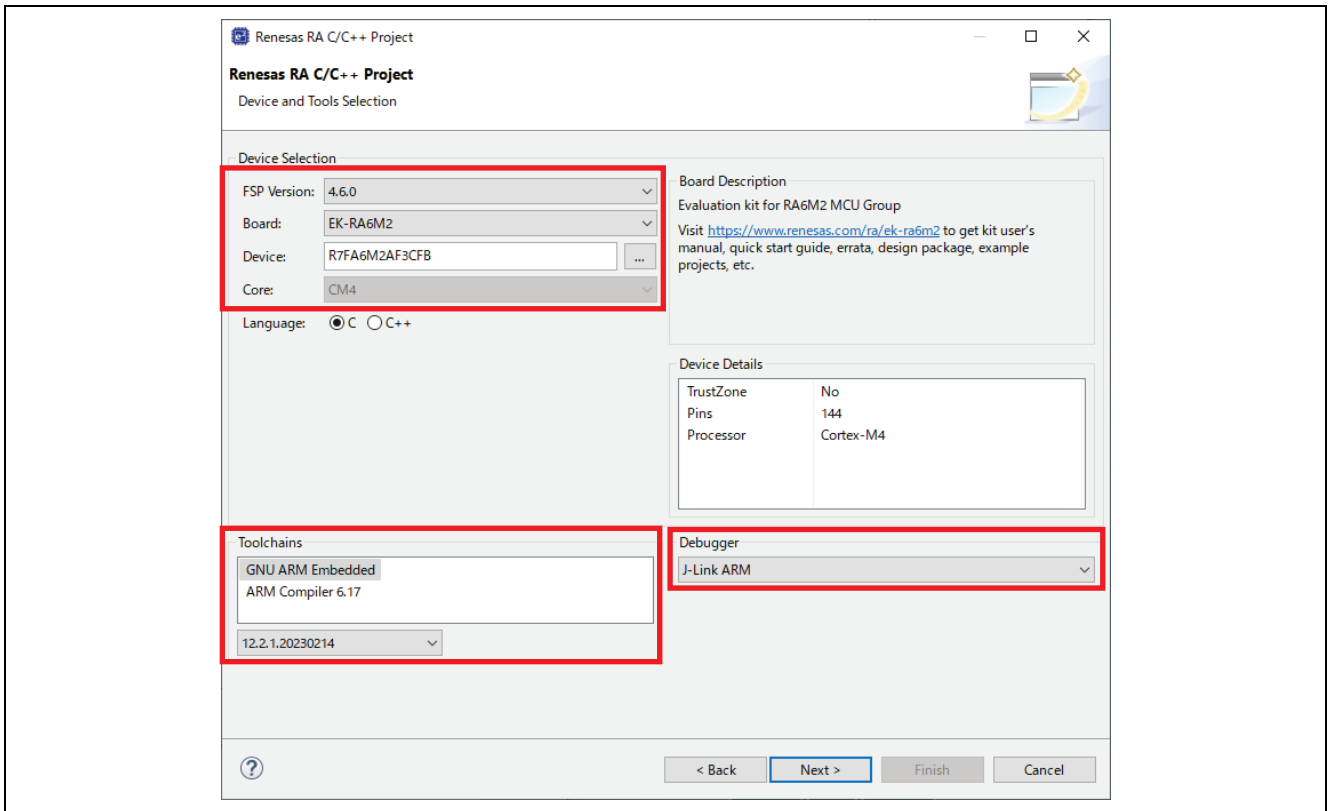 Renesas RA C/C++ Project
Renesas RA C/C++ Project
Device and Tools Selection
Device Selection
FSP Version: 4.6.0
Board: EK-RA6M2
Device: R7FA6M2AF3CFB ...
Core: CM4
Language: C C++
Board Description
Evaluation kit for RA6M2 MCU Group
Visit https://www.renesas.com/ra/ek-ra6m2 to get kit user's
manual, quick start guide, errata, design package, example
projects, etc.
Device Details
TrustZone No
Pins 144
Processor Cortex-M4
Toolchains
GNU ARM Embedded
ARM Compiler 6.17
12.2.1.20230214
Debugger
J-Link ARM
? < Back Next > Finish Cancel